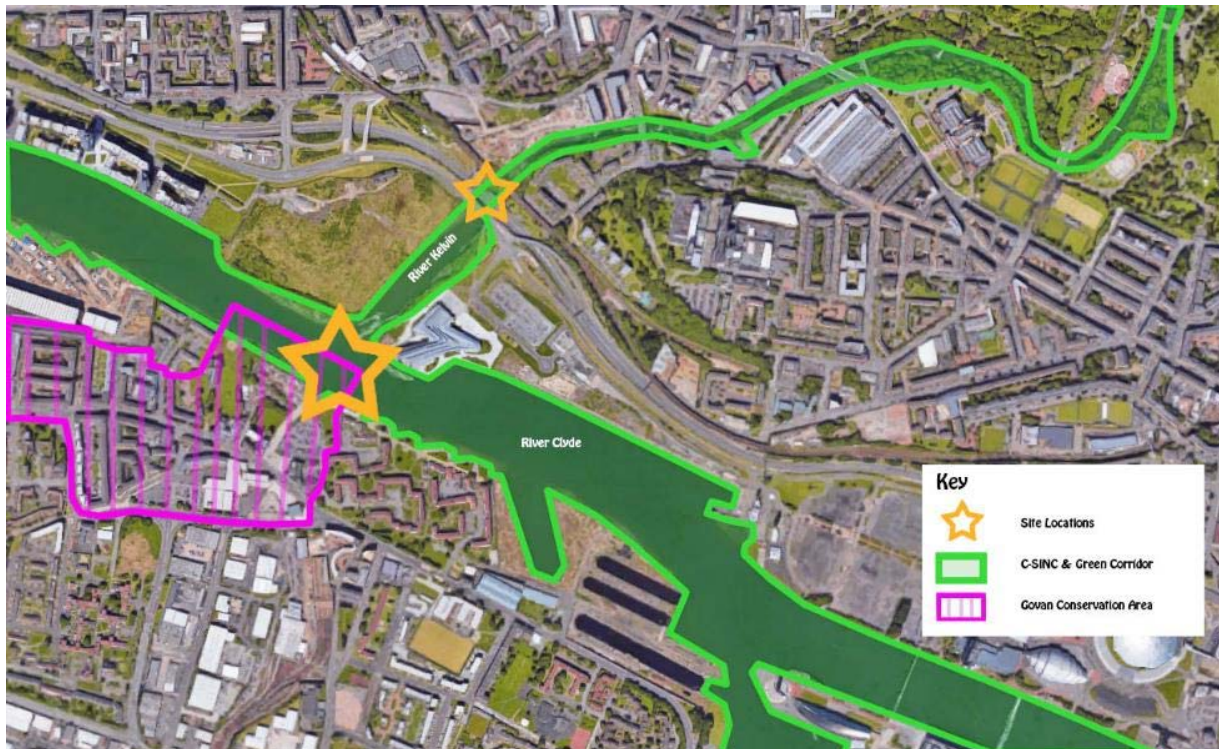 River Kelvin
River Clyde
Key
Site Locations
C-SINC & Green Corridor
Govan Conservation Area